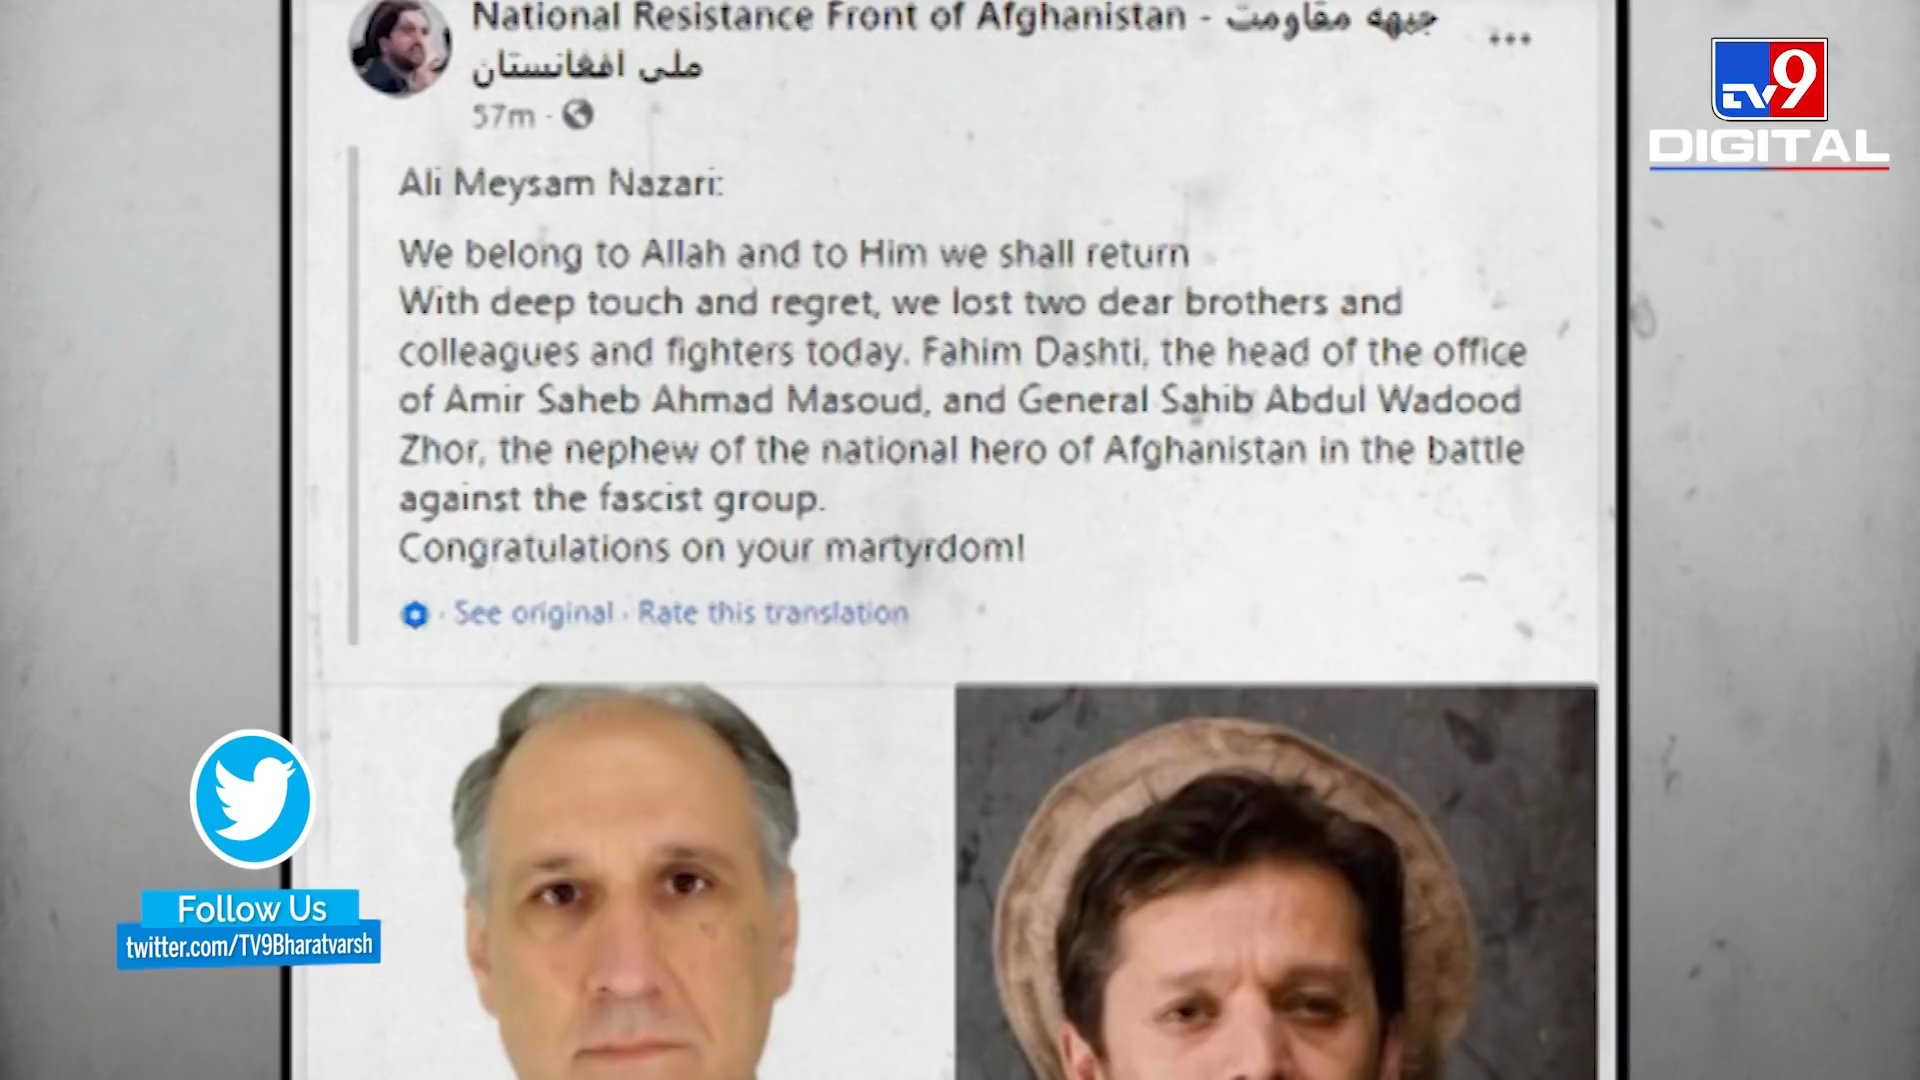 National Resistance Front of Afghanistan - جبهه مقاومت
ملی افغانستان
57m ·
Ali Meysam Nazari:
We belong to Allah and to Him we shall return
With deep touch and regret, we lost two dear brothers and
colleagues and fighters today. Fahim Dashti, the head of the office
of Amir Saheb Ahmad Masoud, and General Sahib Abdul Wadood
Zhor, the nephew of the national hero of Afghanistan in the battle
against the fascist group.
Congratulations on your martyrdom!
· See original · Rate this translation
TV9
DIGITAL
Follow Us
twitter.com/TV9Bharatvarsh